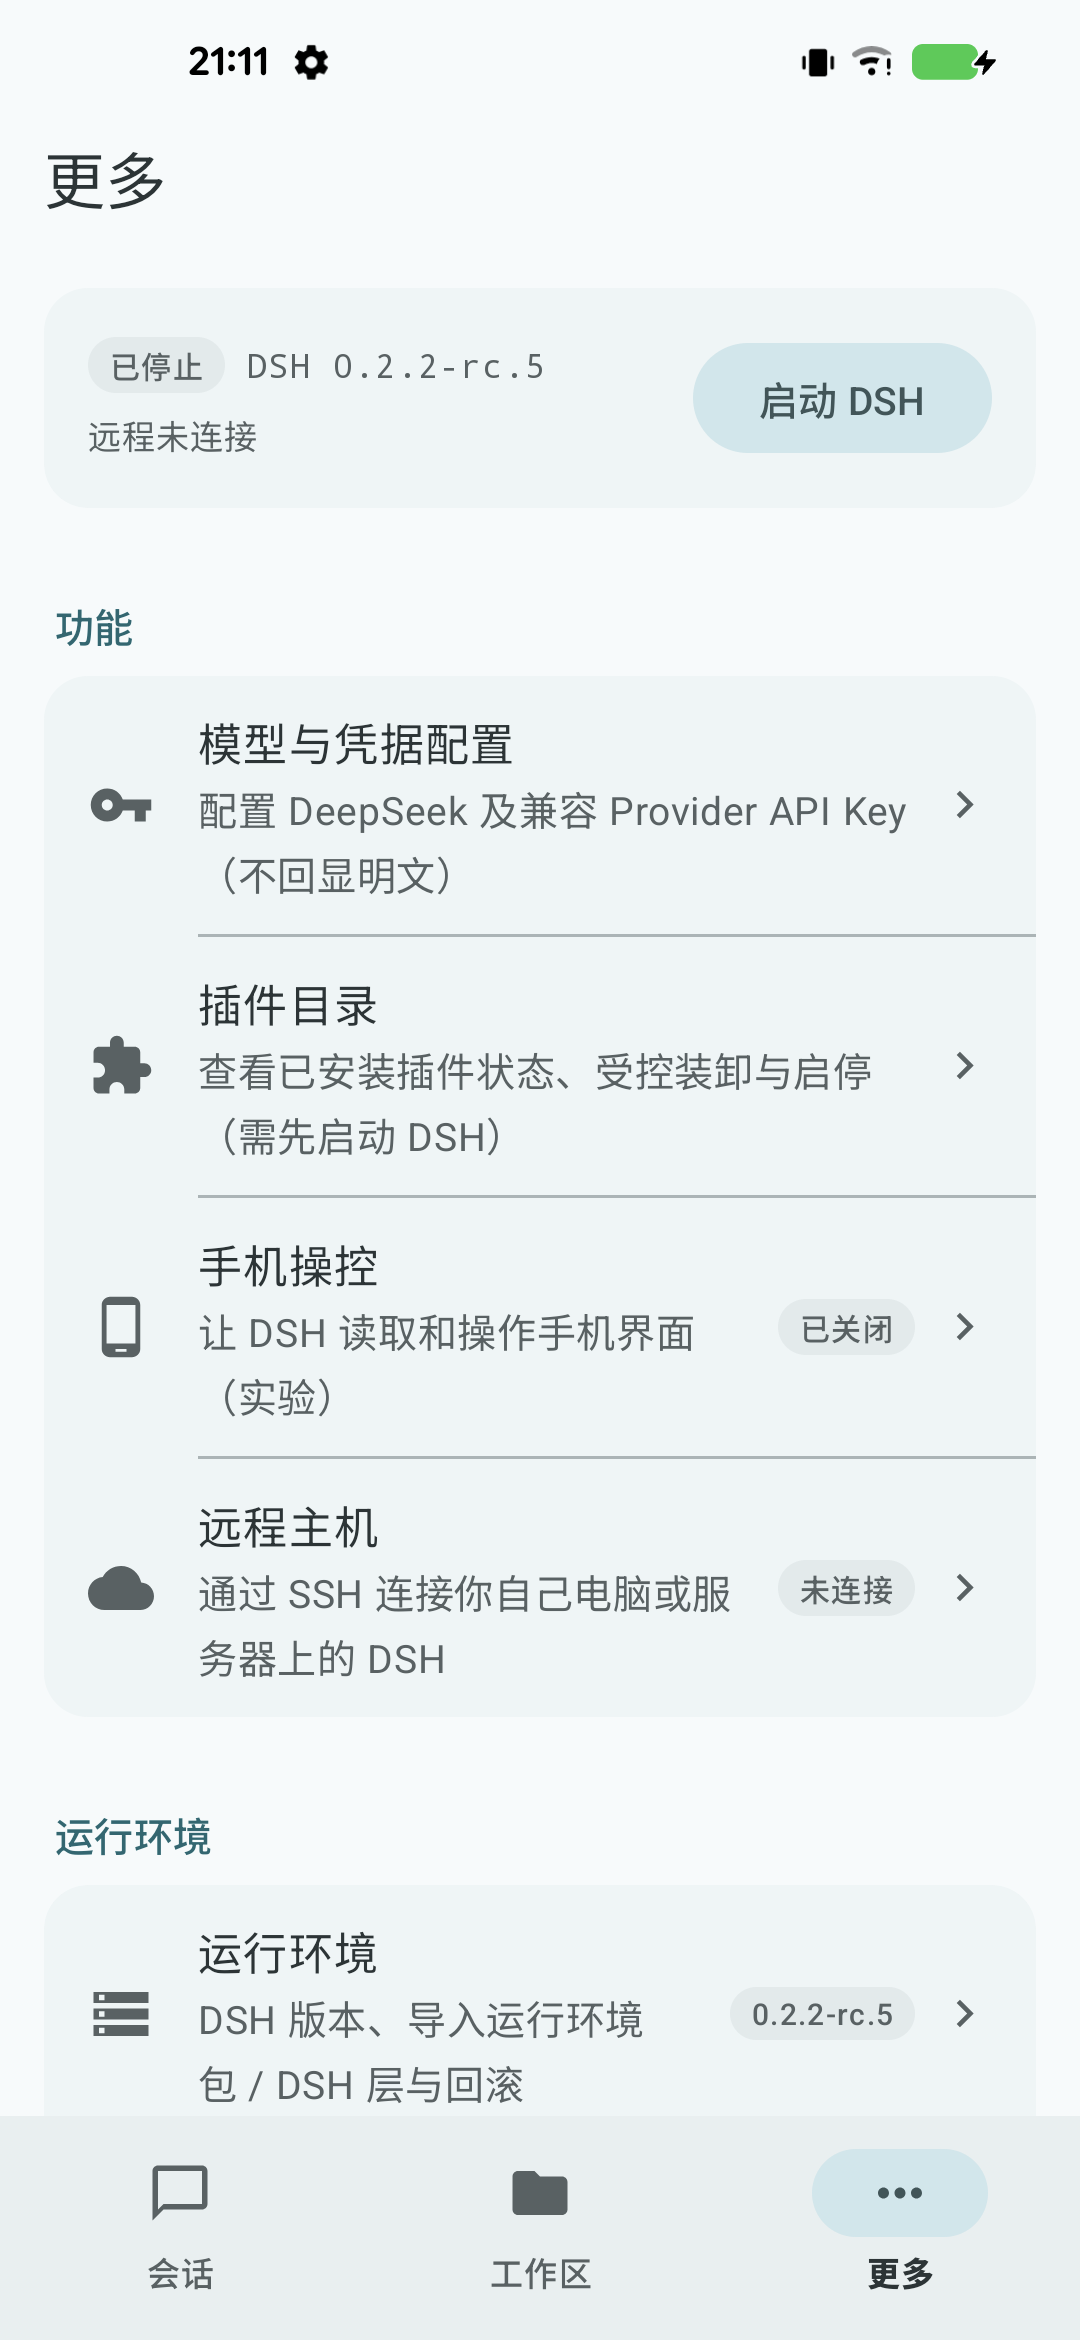 21:11
更多
已停止 DSH 0.2.2-rc.5
远程未连接
启动 DSH
功能
模型与凭据配置
配置 DeepSeek 及兼容 Provider API Key
（不回显明文）
插件目录
查看已安装插件状态、受控装卸与启停
（需先启动 DSH）
手机操控
让 DSH 读取和操作手机界面
（实验）
已关闭
远程主机
通过 SSH 连接你自己电脑或服
务器上的 DSH
未连接
运行环境
运行环境
DSH 版本、导入运行环境
包 / DSH 层与回滚
0.2.2-rc.5
会话
工作区
更多